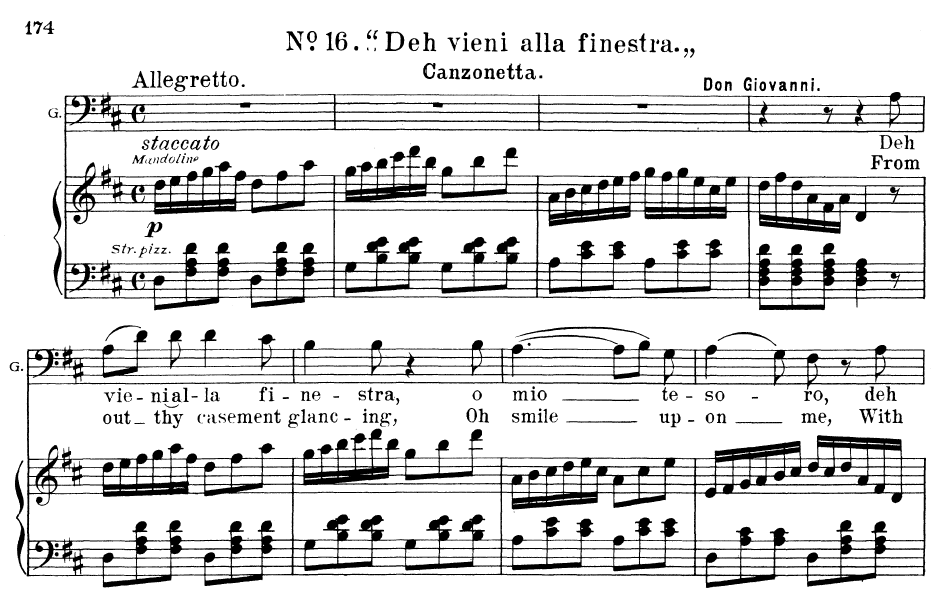 174
No. 16. "Deh vieni alla finestra.„
Canzonetta.
Allegretto.
Don Giovanni.
G.
staccato
Deh
Mandoline
From
p
Str. pizz.
G.
vie - ni al - la fi - ne - stra, o mio te - so - ro, deh
out thy casement glanc - ing, Oh smile up - on me, With